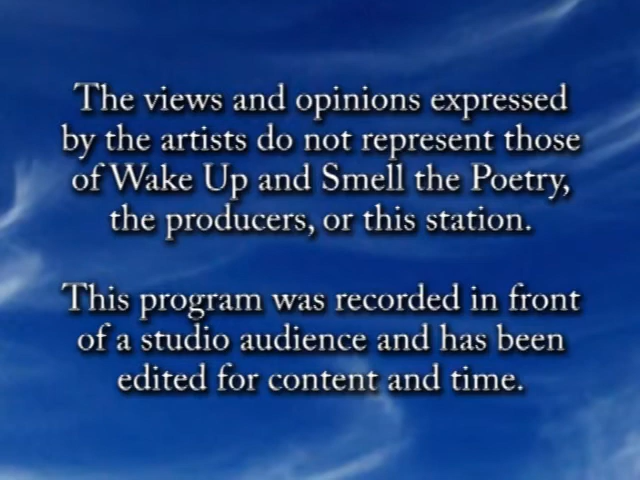 The views and opinions expressed
by the artists do not represent those
of Wake Up and Smell the Poetry,
the producers, or this station.
This program was recorded in front
of a studio audience and has been
edited for content and time.